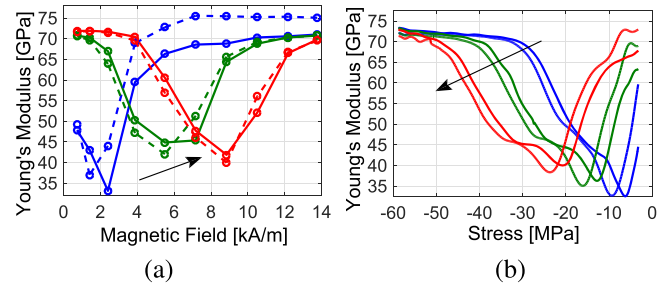 Young's Modulus [GPa]
75
70
65
60
55
50
45
40
35
0 2 4 6 8 10 12 14
Magnetic Field [kA/m]
(a)
Young's Modulus [GPa]
75
70
65
60
55
50
45
40
35
-60 -50 -40 -30 -20 -10 0
Stress [MPa]
(b)